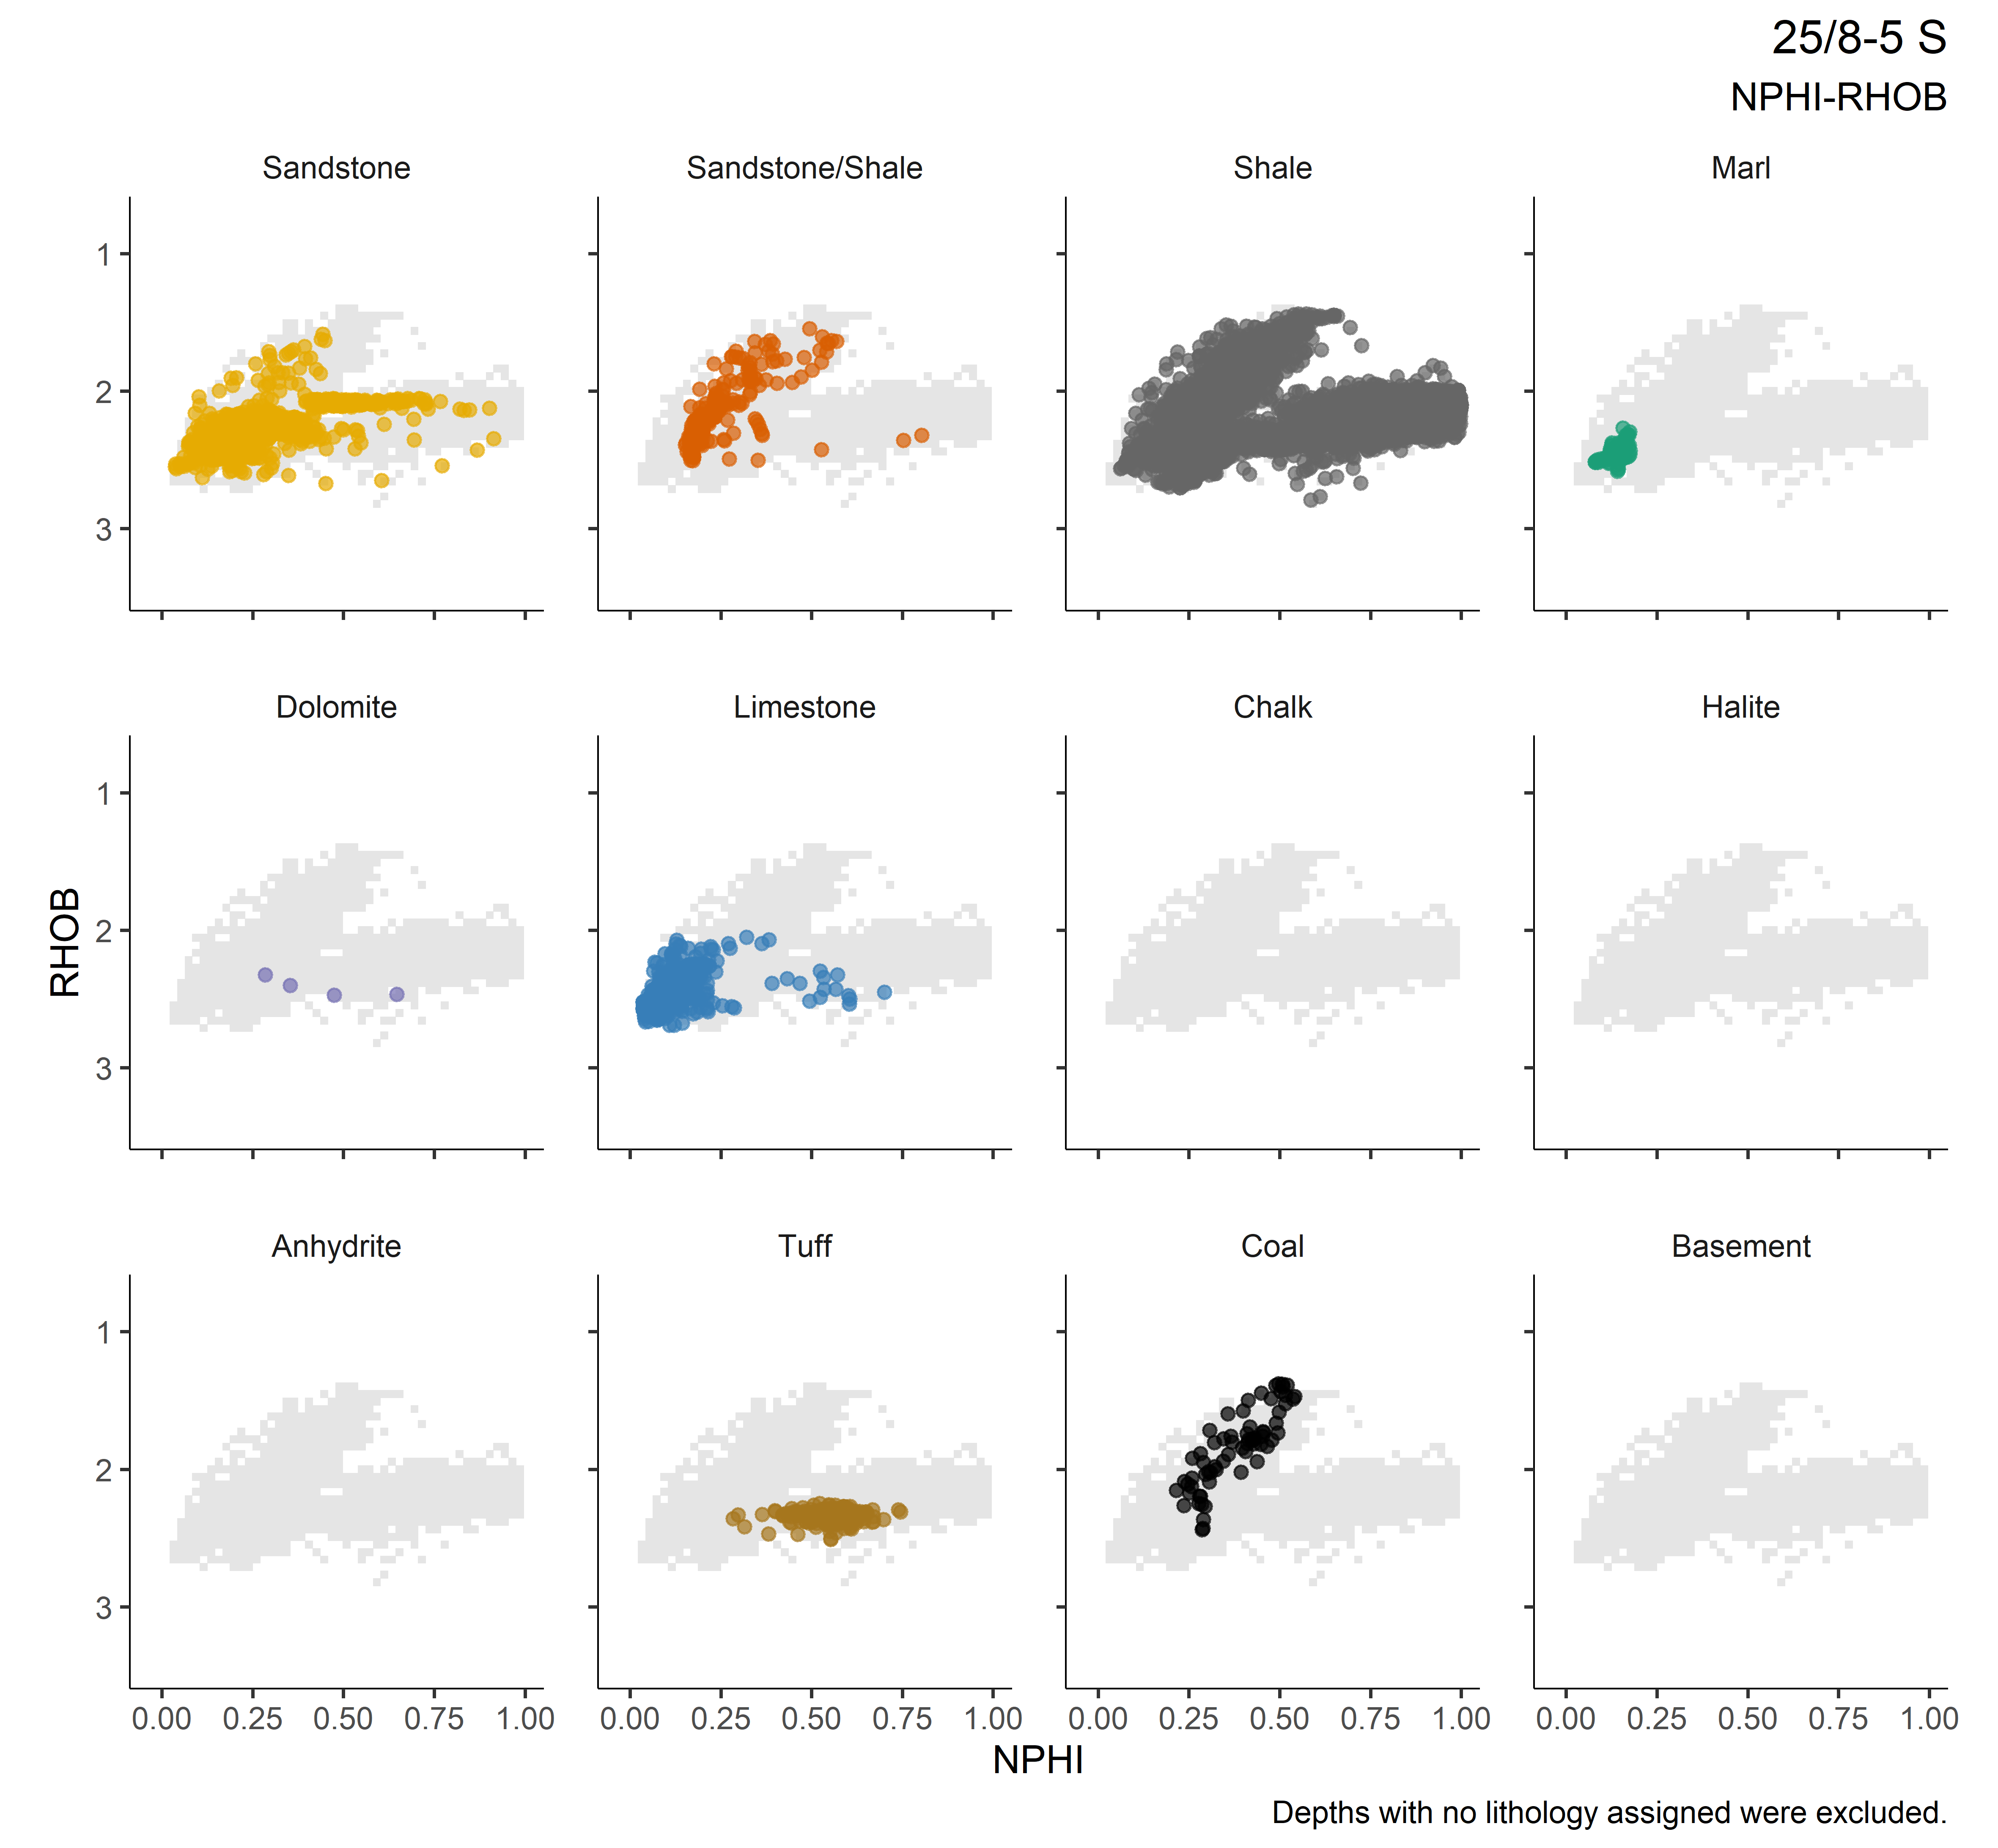 25/8-5 S
NPHI-RHOB
Sandstone Sandstone/Shale Shale Marl
1
2
3
Dolomite Limestone Chalk Halite
1
2
3
RHOB
Anhydrite Tuff Coal Basement
1
2
3
0.00 0.25 0.50 0.75 1.00 0.00 0.25 0.50 0.75 1.00 0.00 0.25 0.50 0.75 1.00 0.00 0.25 0.50 0.75 1.00
NPHI
Depths with no lithology assigned were excluded.